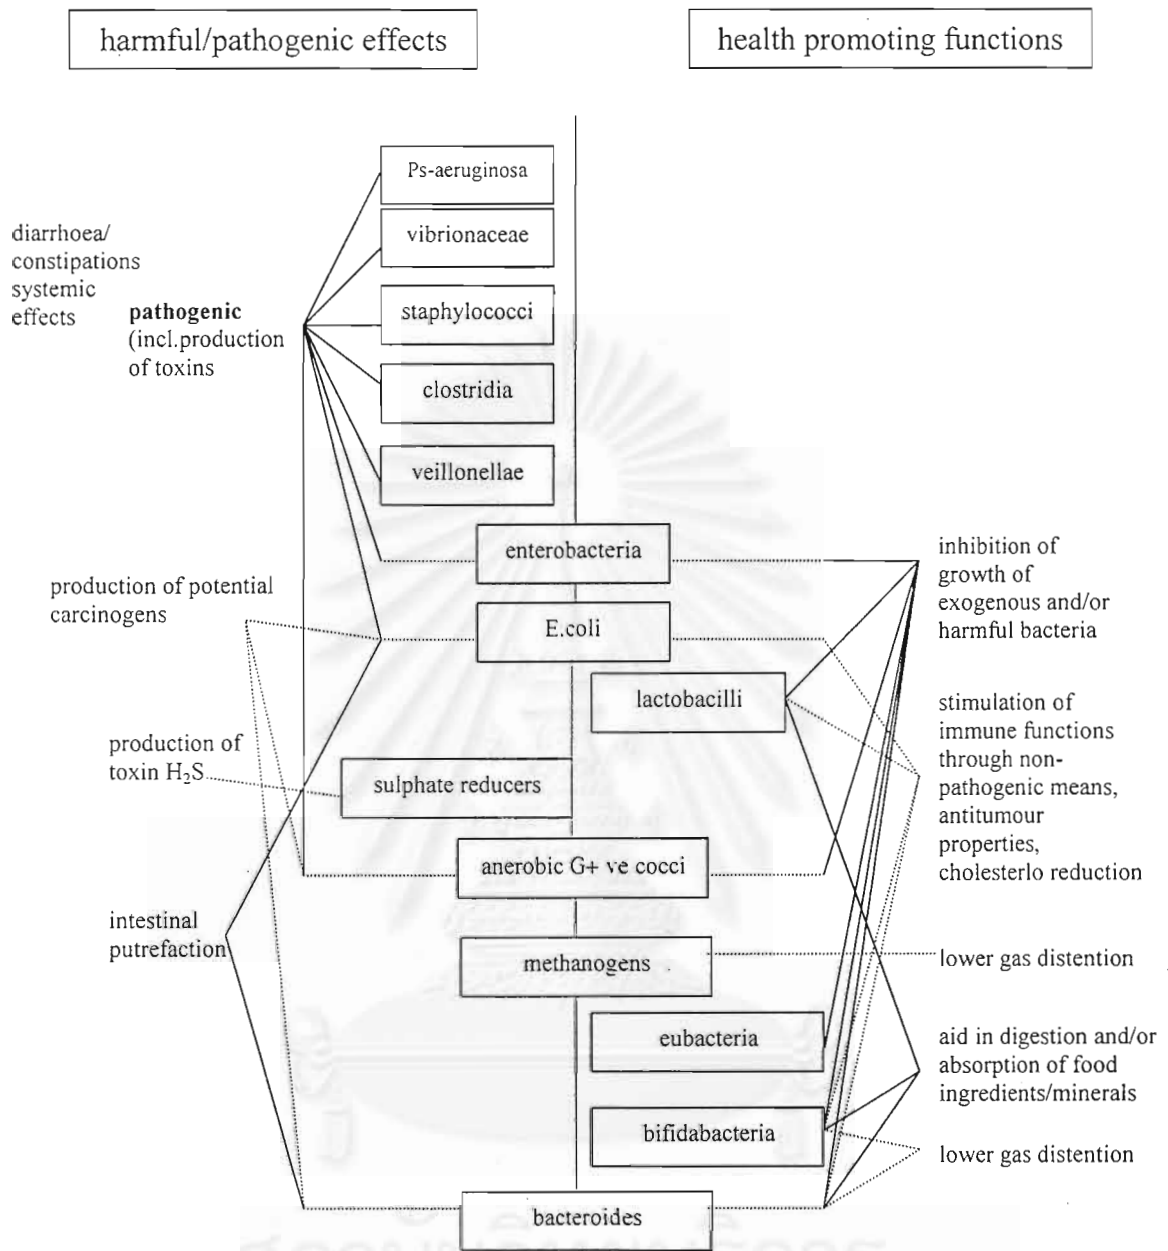 harmful/pathogenic effects
health promoting functions
Ps-aeruginosa
vibrionaceae
diarrhoea/
constipations
systemic
effects
pathogenic
(incl.production
of toxins
staphylococci
clostridia
veillonellae
enterobacteria
inhibition of
growth of
exogenous and/or
harmful bacteria
production of potential
carcinogens
E.coli
lactobacilli
stimulation of
immune functions
through non-
pathogenic means,
antitumour
properties,
cholesterlo reduction
production of
toxin H₂S
sulphate reducers
anerobic G+ ve cocci
intestinal
putrefaction
methanogens
lower gas distention
eubacteria
aid in digestion and/or
absorption of food
ingredients/minerals
bifidabacteria
lower gas distention
bacteroides